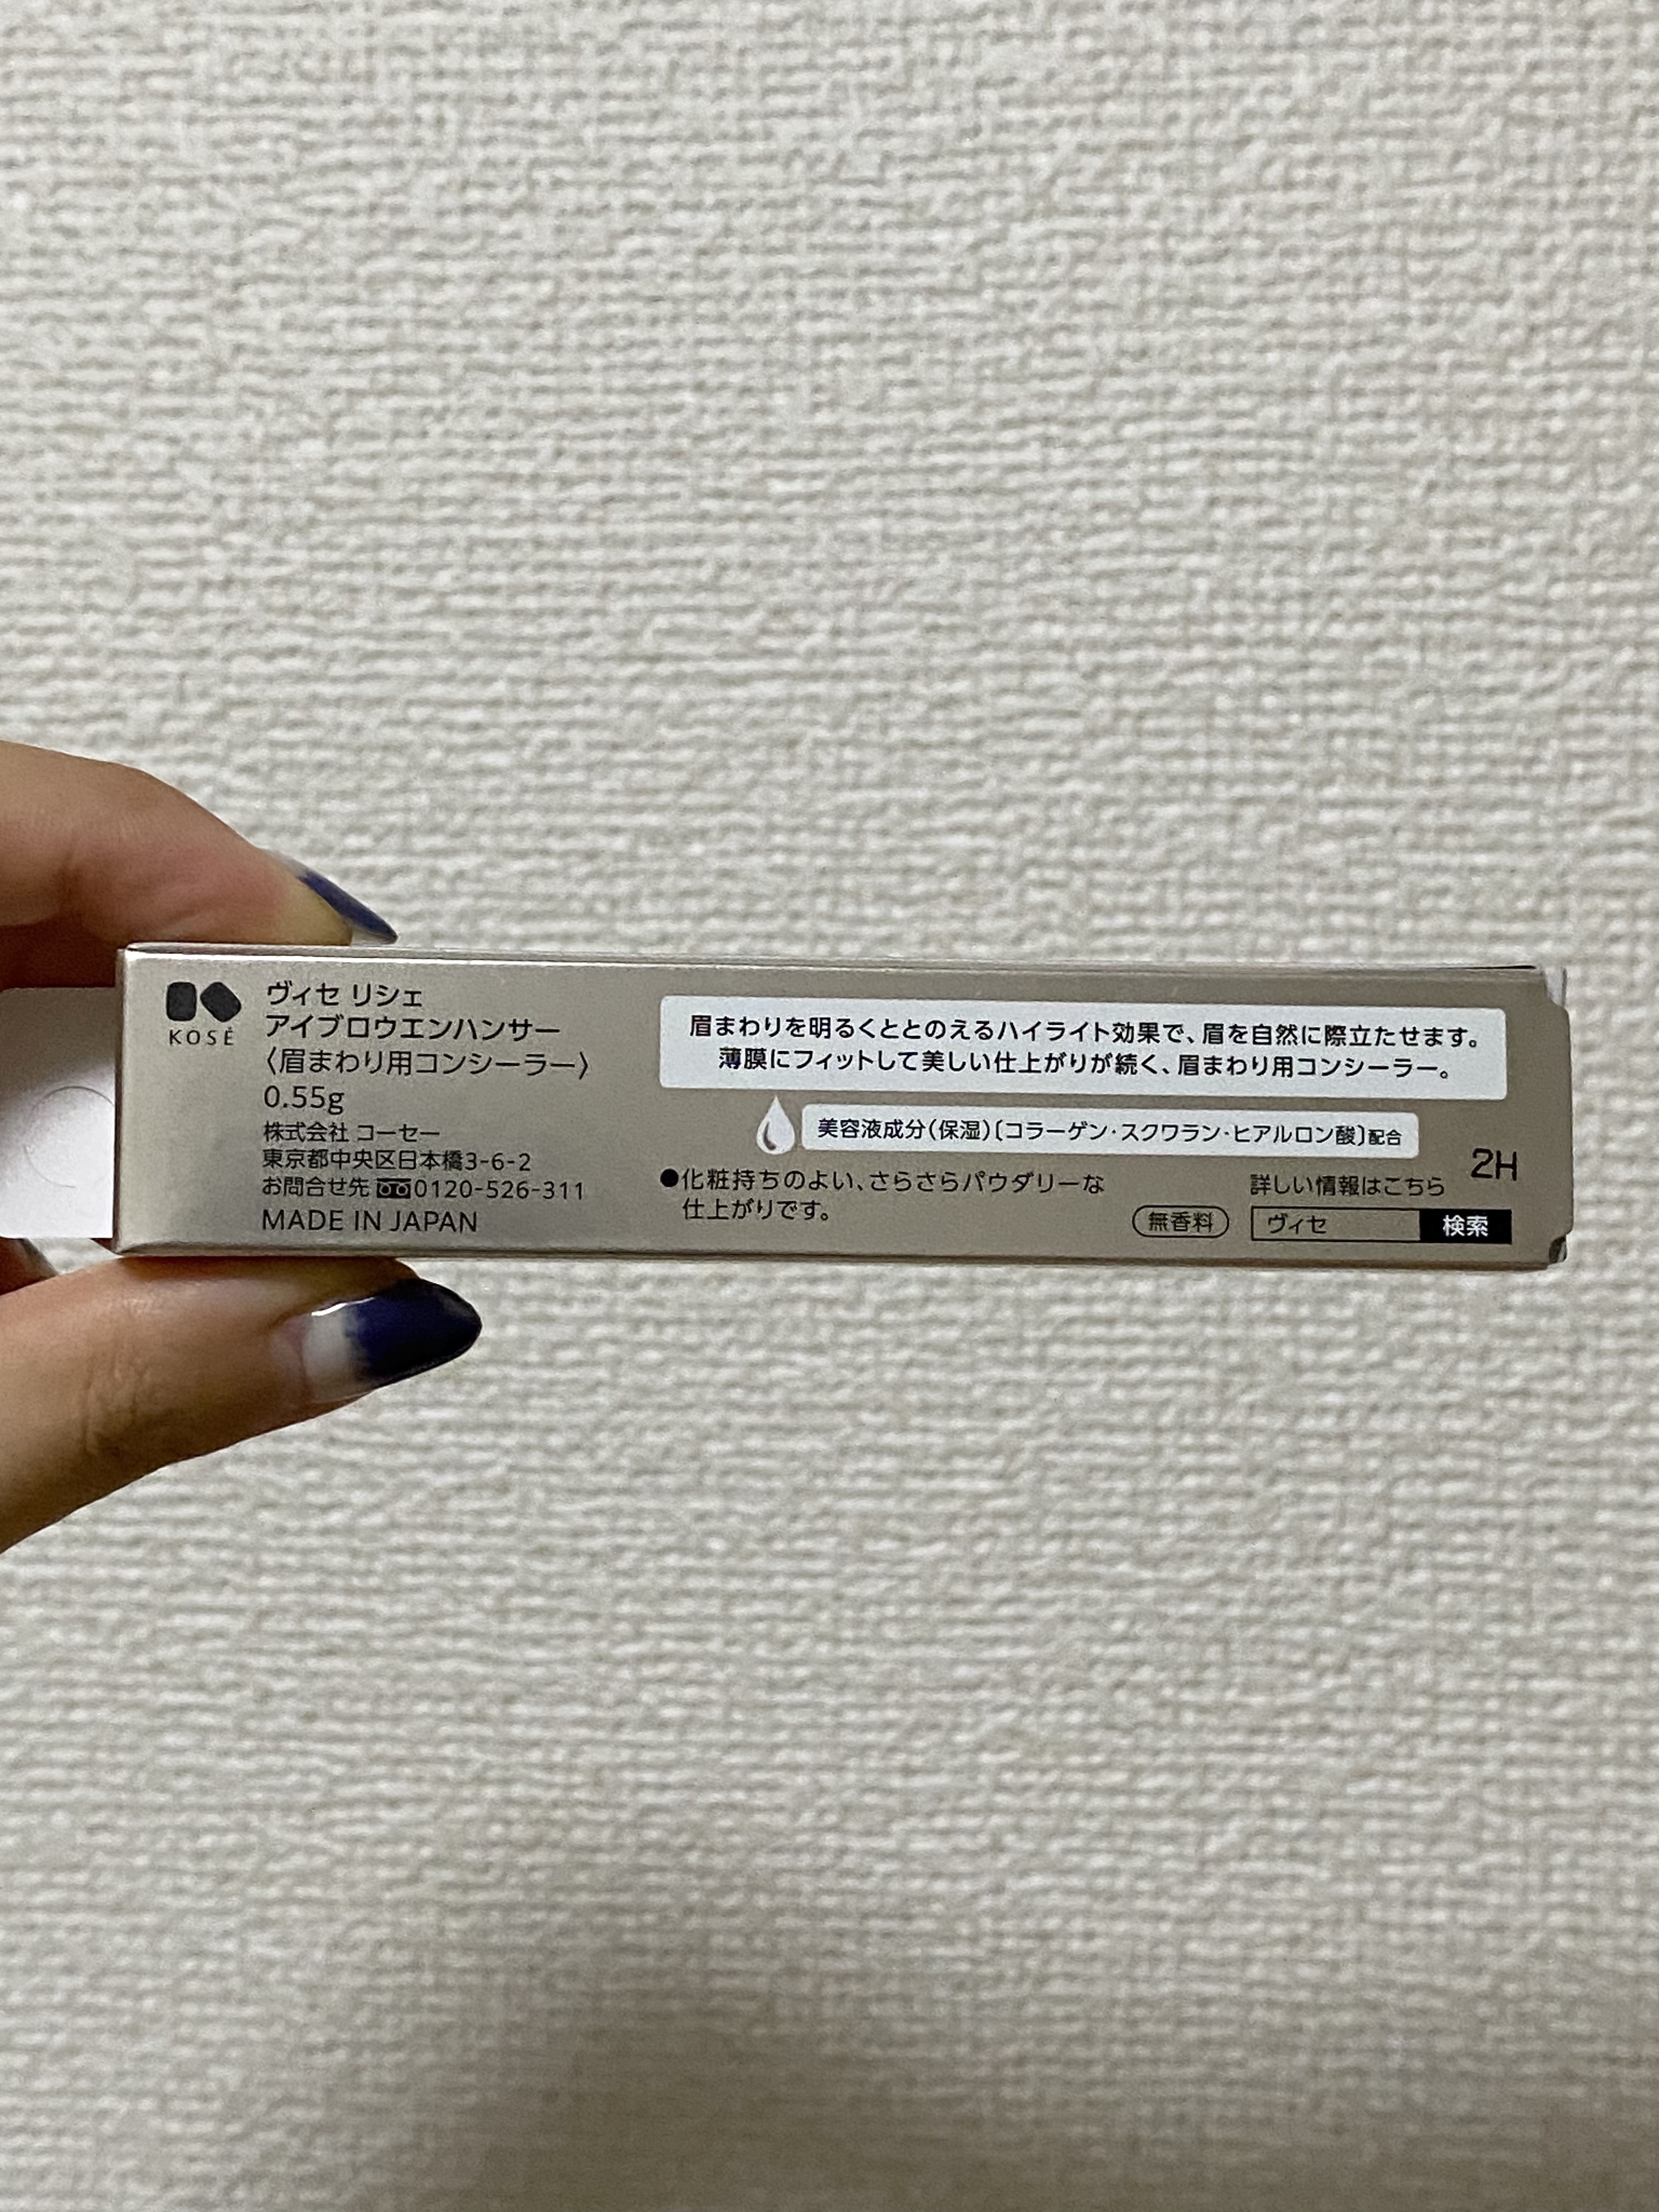 KOSÉ
ヴィセ リシェ
アイブロウエンハンサー
〈眉まわり用コンシーラー〉
0.55g
株式会社 コーセー
東京都中央区日本橋3-6-2
お問合せ先 0120-526-311
MADE IN JAPAN
眉まわりを明るくととのえるハイライト効果で、眉を自然に際立たせます。
薄膜にフィットして美しい仕上がりが続く、眉まわり用コンシーラー。
美容液成分(保湿)〔コラーゲン・スクワラン・ヒアルロン酸〕配合
●化粧持ちのよい、さらさらパウダリーな
仕上がりです。
無香料
2H
詳しい情報はこちら
ヴィセ 検索